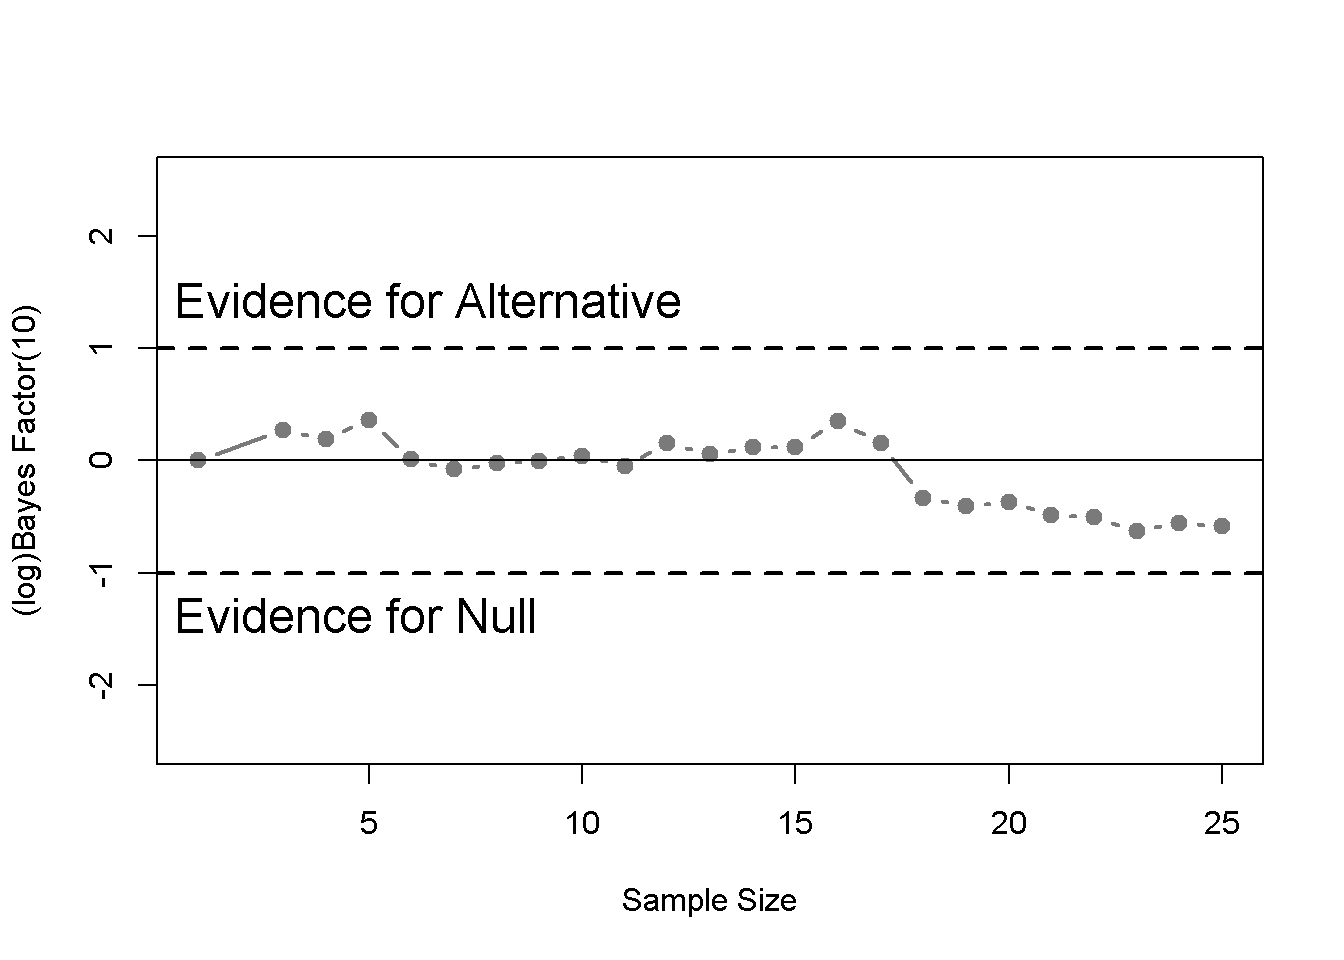 2
Evidence for Alternative
1
(log)Bayes Factor(10)
0
-1
Evidence for Null
-2
5 10 15 20 25
Sample Size